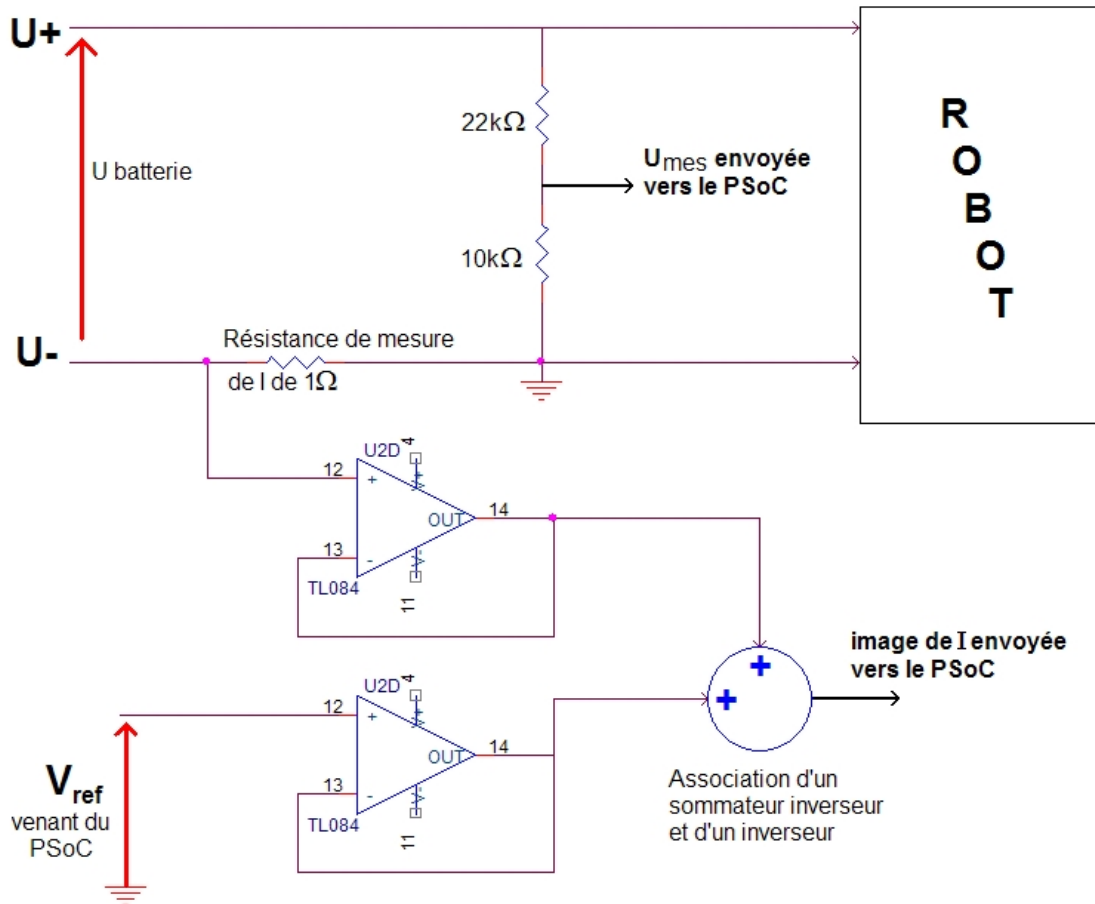 U+
U batterie
U-
22kΩ
Umes envoyée
vers le PSoC
10kΩ
R
O
B
O
T
Résistance de mesure
de I de 1Ω
U2D
4
V+
12
+
OUT
14
13
-
V-
TL084
11
image de I envoyée
vers le PSoC
+
+
U2D
4
V+
12
+
OUT
14
13
-
V-
TL084
11
Vref
venant du
PSoC
Association d'un
sommateur inverseur
et d'un inverseur